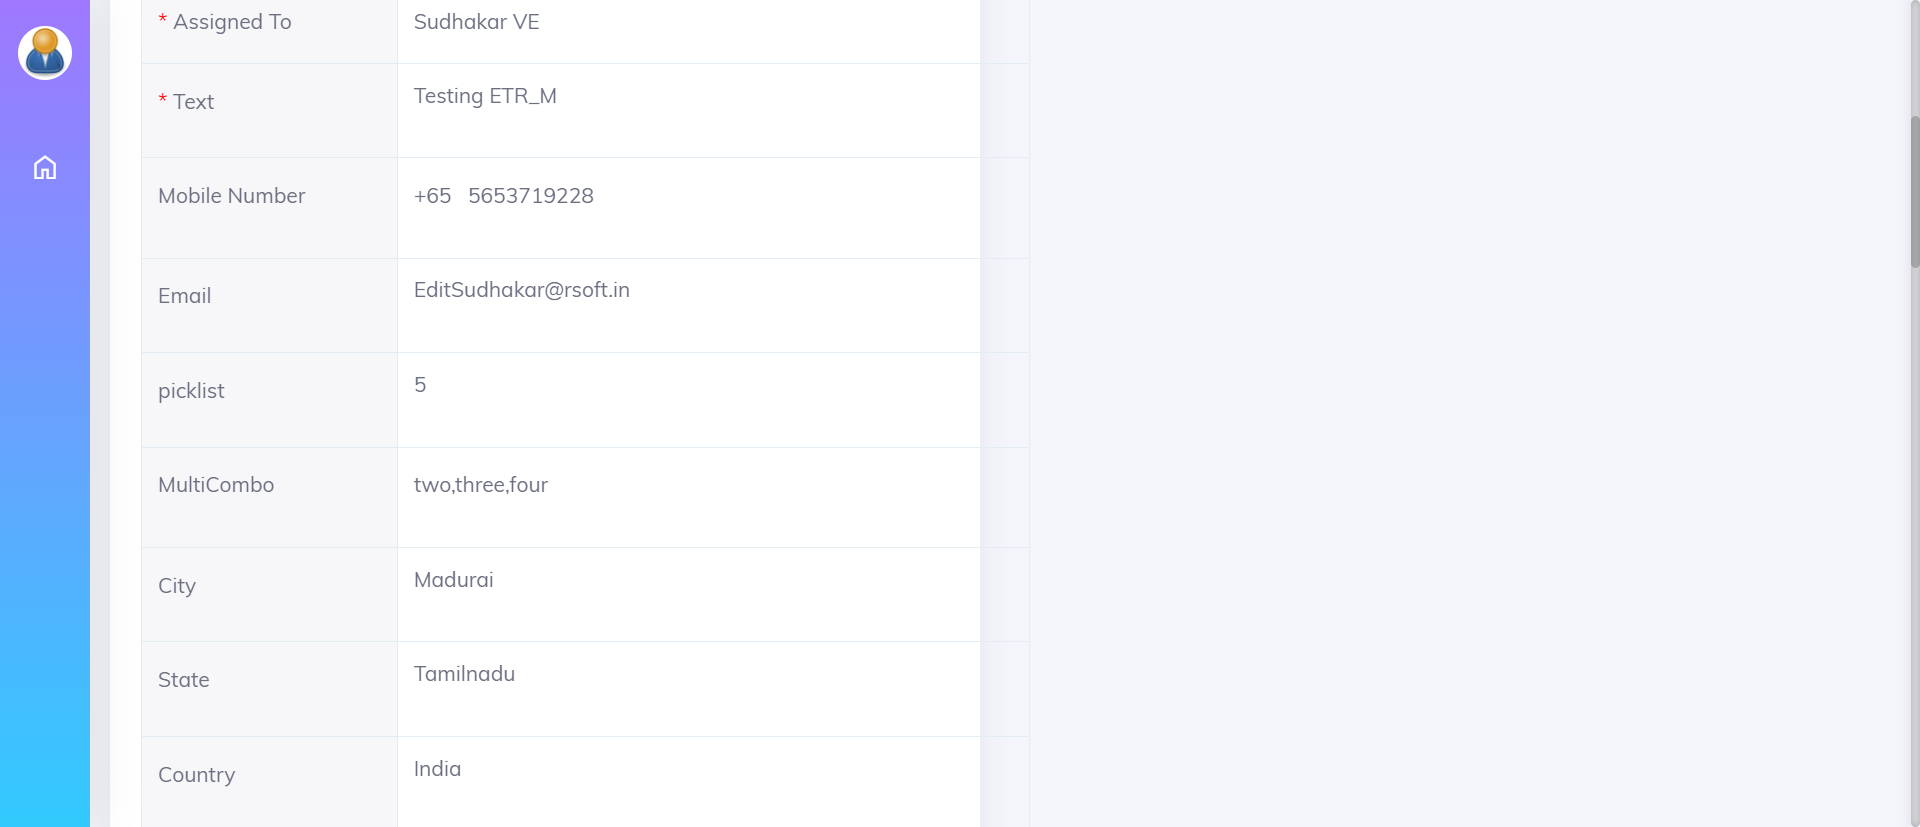 * Assigned To Sudhakar VE
* Text Testing ETR_M
Mobile Number +65 5653719228
Email EditSudhakar@rsoft.in
picklist 5
MultiCombo two,three,four
City Madurai
State Tamilnadu
Country India